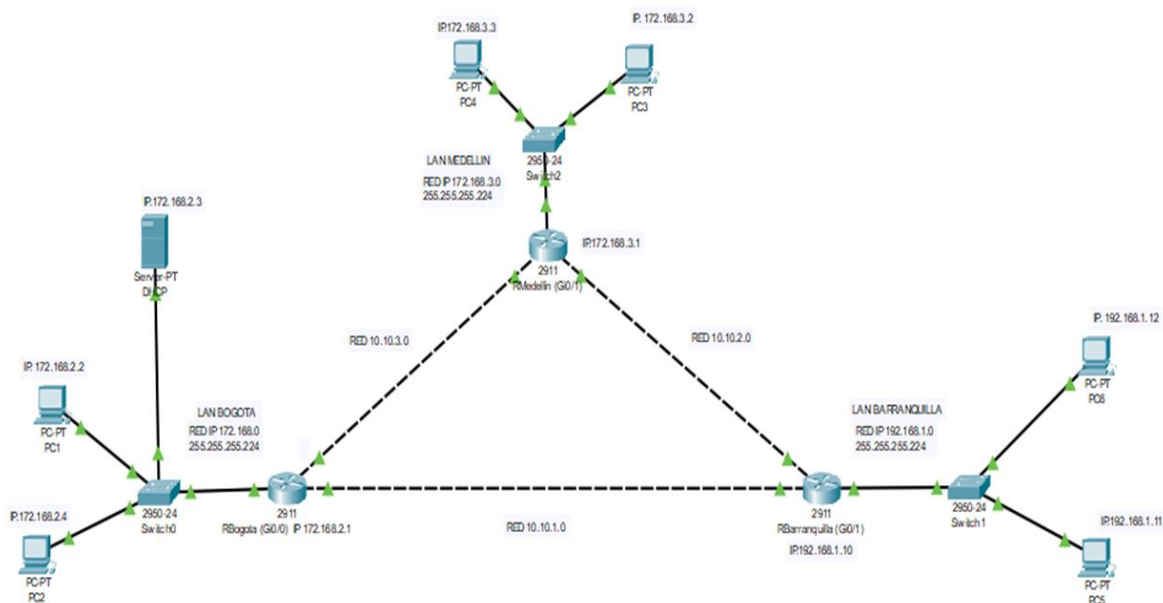 IP.172.168.3.3
IP. 172.168.3.2
PC-PT
PC4
PC-PT
PC3
2950-24
Switch2
LAN MEDELLIN
RED IP 172.168.3.0
255.255.255.224
IP.172.168.3.1
2911
RMedellin (Gi0/1)
IP.172.168.2.3
Server-PT
DHCP
RED 10.10.3.0
RED 10.10.2.0
IP. 192.168.1.12
PC-PT
PC6
IP. 172.168.2.2
PC-PT
PC1
LAN BOGOTA
RED IP 172.168.0
255.255.255.224
LAN BARRANQUILLA
RED IP 192.168.1.0
255.255.255.224
IP.172.168.2.4
2950-24
Switch0
2911
RBogota (Gi0/0) IP 172.168.2.1
RED 10.10.1.0
2911
RBarranquilla (Gi0/1)
IP.192.168.1.10
2950-24
Switch1
IP.192.168.1.11
PC-PT
PC2
PC-PT
PC5